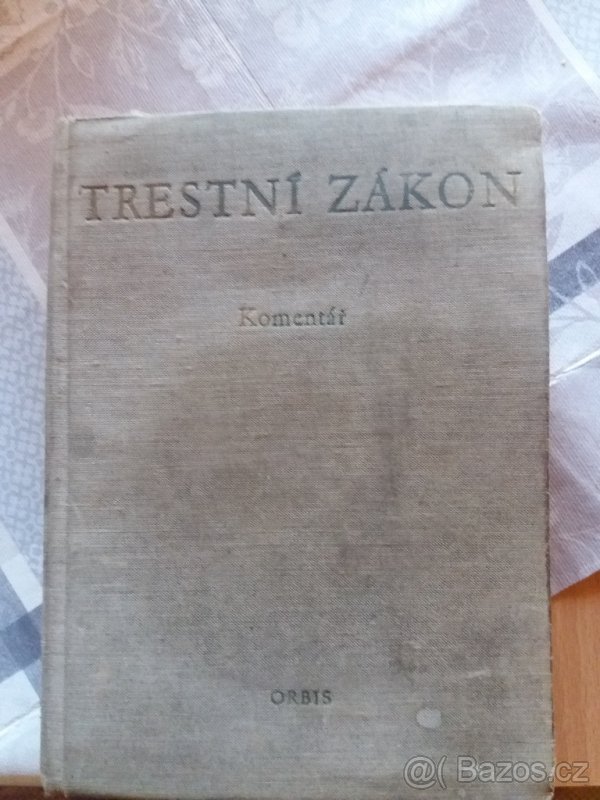 TRESTNÍ ZÁKON
Komentář
ORBIS
@( Bazos.cz